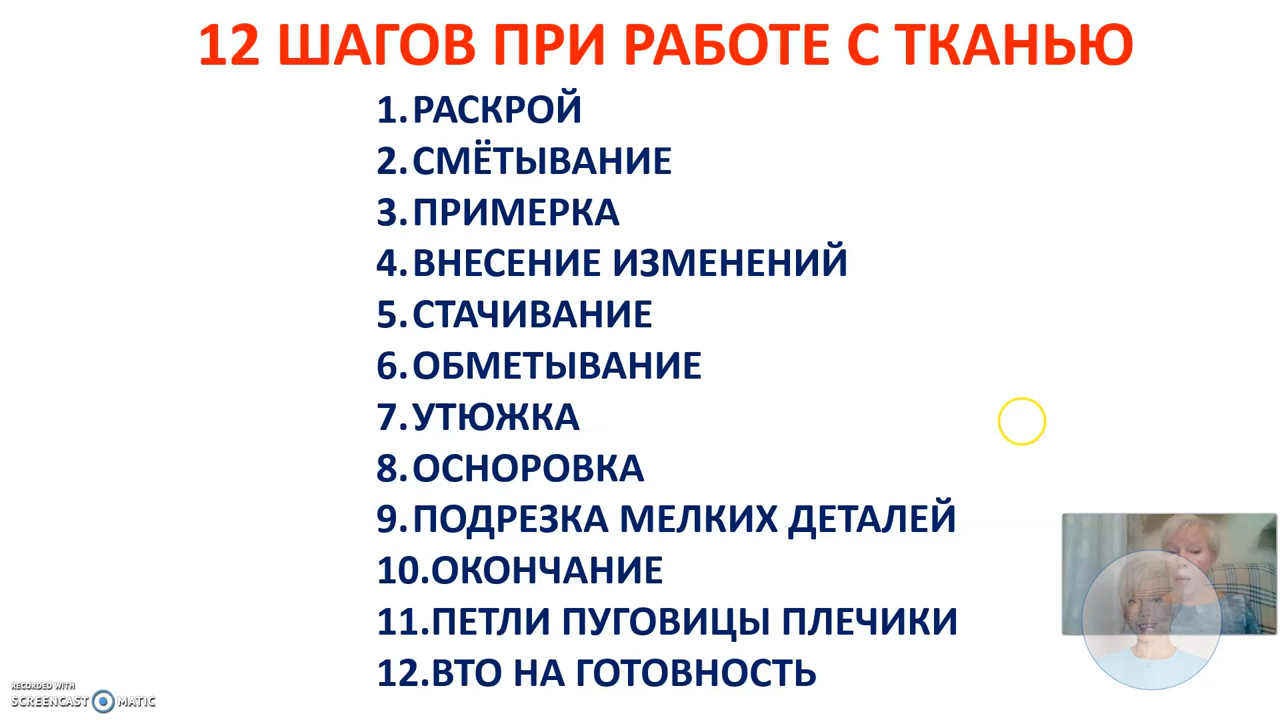 12 ШАГОВ ПРИ РАБОТЕ С ТКАНЬЮ
1.РАСКРОЙ
2.СМЁТЫВАНИЕ
3.ПРИМЕРКА
4.ВНЕСЕНИЕ ИЗМЕНЕНИЙ
5.СТАЧИВАНИЕ
6.ОБМЕТЫВАНИЕ
7.УТЮЖКА
8.ОСНОРОВКА
9.ПОДРЕЗКА МЕЛКИХ ДЕТАЛЕЙ
10.ОКОНЧАНИЕ
11.ПЕТЛИ ПУГОВИЦЫ ПЛЕЧИКИ
12.ВТО НА ГОТОВНОСТЬ
RECORDED WITH
SCREENCAST MATIC